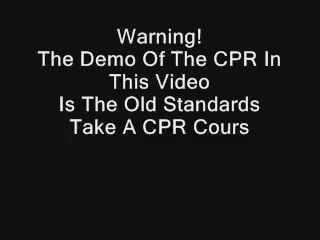 Warning!
The Demo Of The CPR In
This Video
Is The Old Standards
Take A CPR Cours